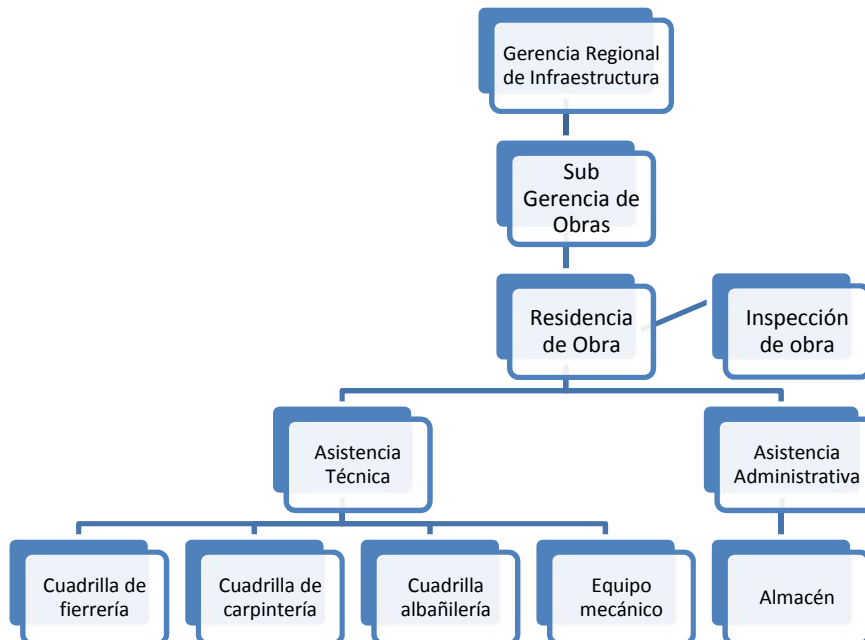 Gerencia Regional
de Infraestructura
Sub
Gerencia de
Obras
Residencia
de Obra
Inspección
de obra
Asistencia
Técnica
Asistencia
Administrativa
Cuadrilla de
fierrería
Cuadrilla de
carpintería
Cuadrilla
albañilería
Equipo
mecánico
Almacén